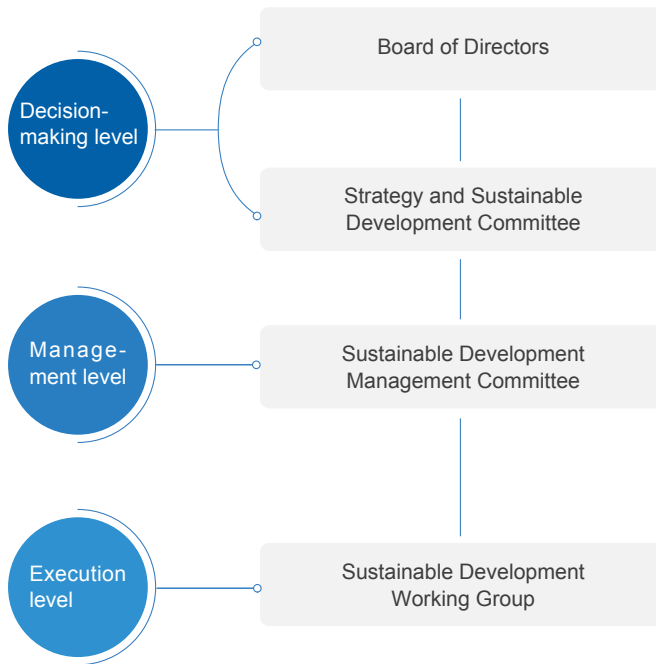 Decision-
making level
Board of Directors
Strategy and Sustainable
Development Committee
Manage-
ment level
Sustainable Development
Management Committee
Execution
level
Sustainable Development
Working Group